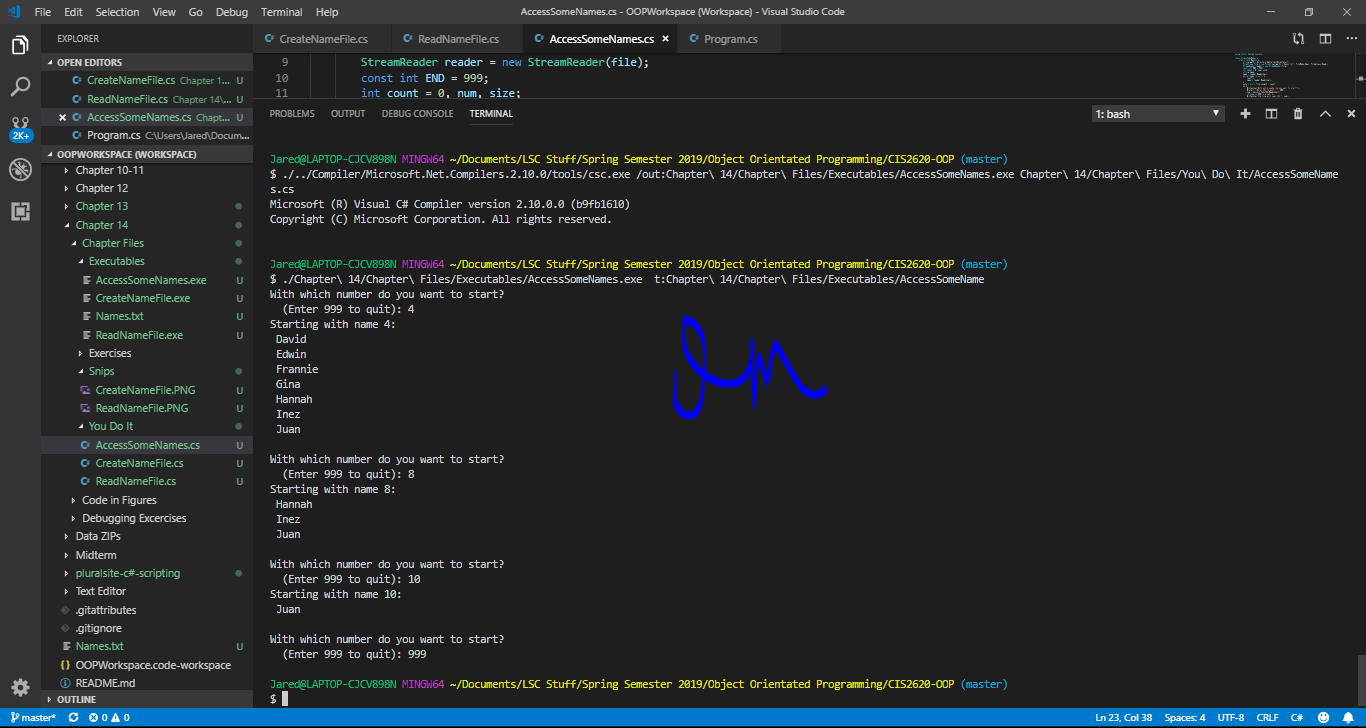 File Edit Selection View Go Debug Terminal Help
AccessSomeNames.cs - OOPWorkspace (Workspace) - Visual Studio Code
EXPLORER
OPEN EDITORS
CreateNameFile.cs Chapter 1... U
ReadNameFile.cs Chapter 14\... U
AccessSomeNames.cs Chapt... U
Program.cs C:\Users\Jared\Docum...
OOPWORKSPACE (WORKSPACE)
Chapter 10-11
Chapter 12
Chapter 13
Chapter 14
Chapter Files
Executables
AccessSomeNames.exe U
CreateNameFile.exe U
Names.txt U
ReadNameFile.exe U
Exercises
Snips
CreateNameFile.PNG U
ReadNameFile.PNG U
You Do It
AccessSomeNames.cs U
CreateNameFile.cs U
ReadNameFile.cs U
Code in Figures
Debugging Excercises
Data ZIPs
Midterm
pluralsite-c#-scripting
Text Editor
.gitattributes
.gitignore
Names.txt U
OOPWorkspace.code-workspace
README.md
OUTLINE
2K+
CreateNameFile.cs ReadNameFile.cs AccessSomeNames.cs Program.cs
9 StreamReader reader = new StreamReader(file);
10 const int END = 999;
11 int count = 0, num, size;
PROBLEMS OUTPUT DEBUG CONSOLE TERMINAL
1: bash
Jared@LAPTOP-CJCV898N MINGW64 ~/Documents/LSC Stuff/Spring Semester 2019/Object Orientated Programming/CIS2620-OOP (master)
$ ./../Compiler/Microsoft.Net.Compilers.2.10.0/tools/csc.exe /out:Chapter\ 14/Chapter\ Files/Executables/AccessSomeNames.exe Chapter\ 14/Chapter\ Files/You\ Do\ It/AccessSomeName
s.cs
Microsoft (R) Visual C# Compiler version 2.10.0.0 (b9fb1610)
Copyright (C) Microsoft Corporation. All rights reserved.
Jared@LAPTOP-CJCV898N MINGW64 ~/Documents/LSC Stuff/Spring Semester 2019/Object Orientated Programming/CIS2620-OOP (master)
$ ./Chapter\ 14/Chapter\ Files/Executables/AccessSomeNames.exe t:Chapter\ 14/Chapter\ Files/Executables/AccessSomeName
With which number do you want to start?
(Enter 999 to quit): 4
Starting with name 4:
David
Edwin
Frannie
Gina
Hannah
Inez
Juan
With which number do you want to start?
(Enter 999 to quit): 8
Starting with name 8:
Hannah
Inez
Juan
With which number do you want to start?
(Enter 999 to quit): 10
Starting with name 10:
Juan
With which number do you want to start?
(Enter 999 to quit): 999
Jared@LAPTOP-CJCV898N MINGW64 ~/Documents/LSC Stuff/Spring Semester 2019/Object Orientated Programming/CIS2620-OOP (master)
$
master* 0 0 Ln 23, Col 38 Spaces: 4 UTF-8 CRLF C#